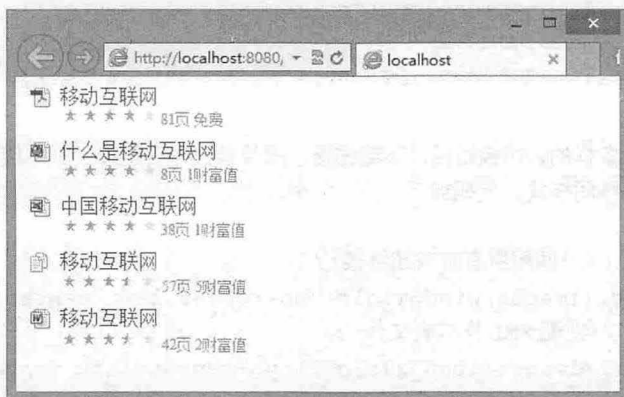 http://localhost:8080,
localhost
移动互联网
81页 免费
什么是移动互联网
8页 1财富值
中国移动互联网
38页 1财富值
移动互联网
57页 5财富值
移动互联网
42页 2财富值